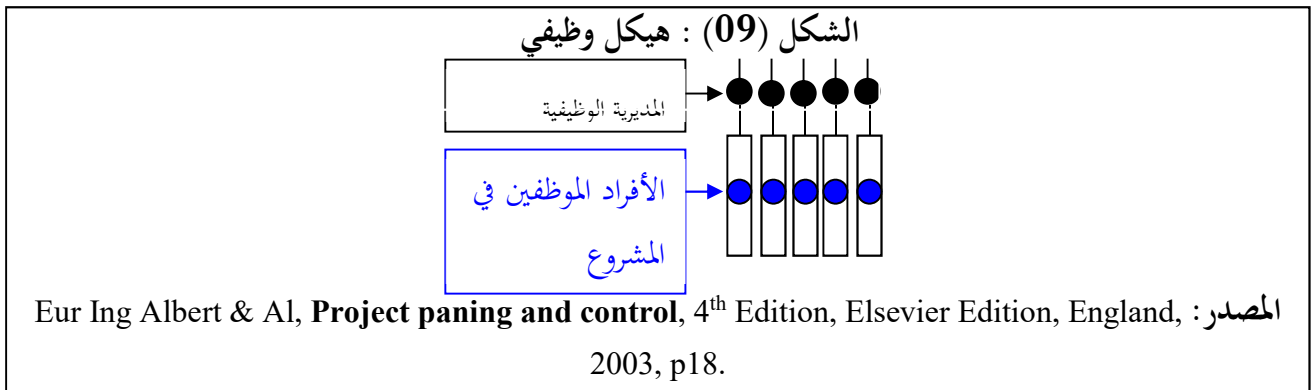 الشكل (09) : هيكل وظيفي
المديرية الوظيفية
الأفراد الموظفين في
المشروع
المصدر: Eur Ing Albert & Al, Project paning and control, 4th Edition, Elsevier Edition, England,
2003, p18.